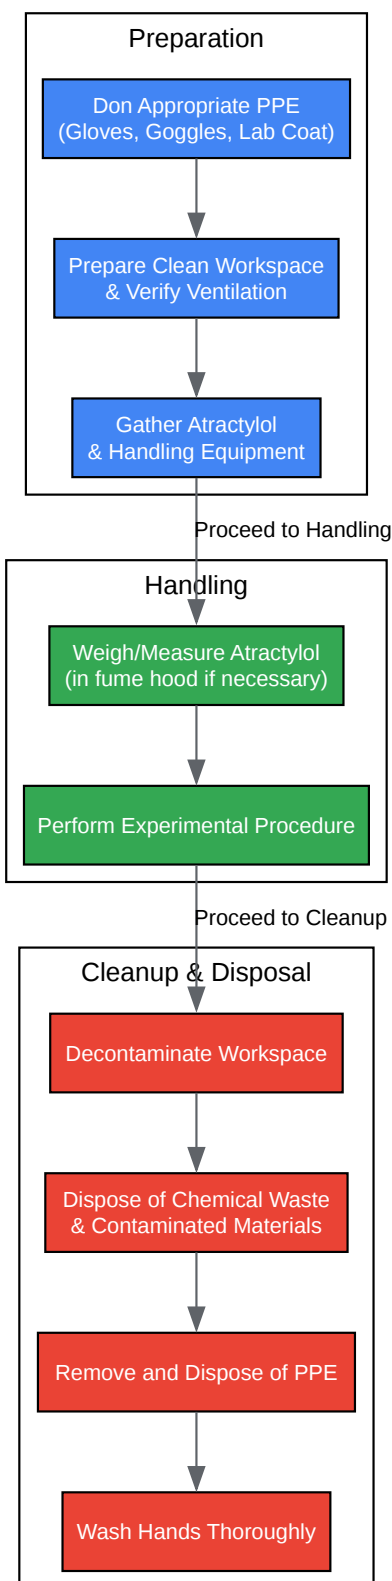 Preparation
Don Appropriate PPE
(Gloves, Goggles, Lab Coat)
Prepare Clean Workspace
& Verify Ventilation
Gather Atractylol
& Handling Equipment
Proceed to Handling
Handling
Weigh/Measure Atractylol
(in fume hood if necessary)
Perform Experimental Procedure
Proceed to Cleanup
Cleanup & Disposal
Decontaminate Workspace
Dispose of Chemical Waste
& Contaminated Materials
Remove and Dispose of PPE
Wash Hands Thoroughly